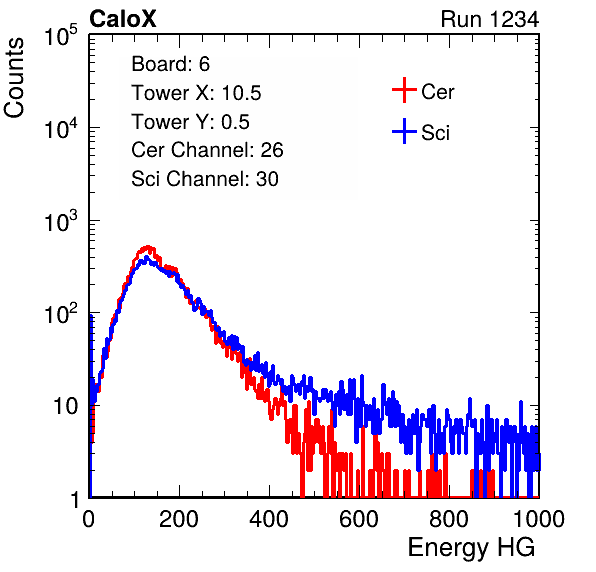 CaloX Run 1234
Counts
Board: 6
Tower X: 10.5
Tower Y: 0.5
Cer Channel: 26
Sci Channel: 30
Cer
Sci
10^5
10^4
10^3
10^2
10
1
0 200 400 600 800 1000
Energy HG